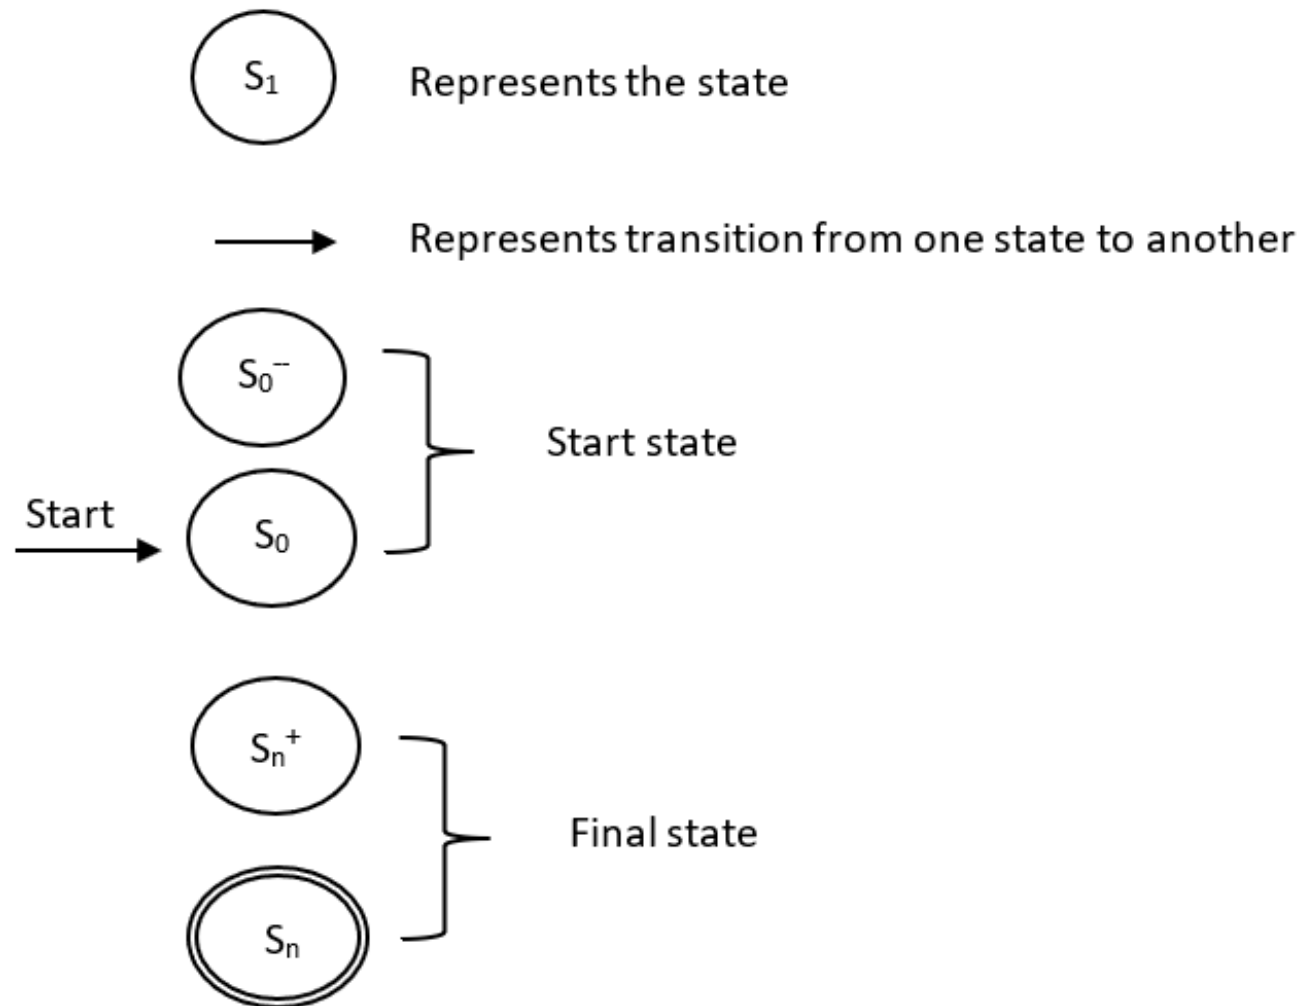 S₁ Represents the state
Represents transition from one state to another
S₀⁻⁻
Start state
Start
S₀
Sₙ⁺
Final state
Sₙ